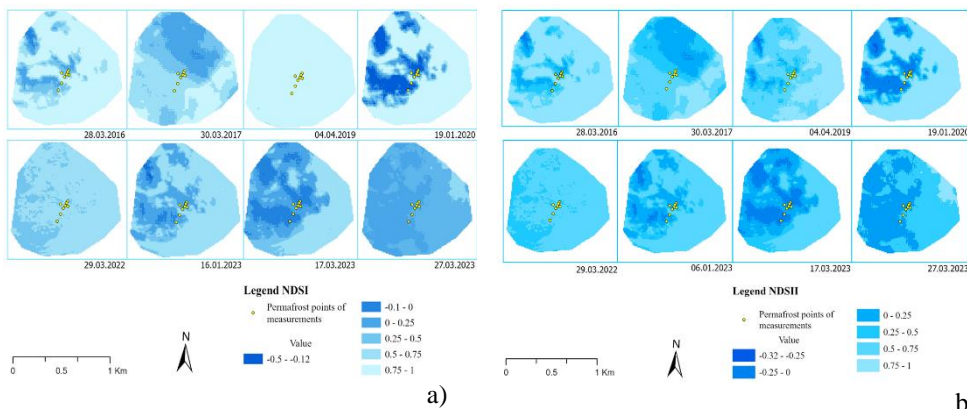 28.03.2016 30.03.2017 04.04.2019 19.01.2020
29.03.2022 16.01.2023 17.03.2023 27.03.2023
Legend NDSI
Permafrost points of
measurements
Value
-0.5 - -0.12
-0.1 - 0
0 - 0.25
0.25 - 0.5
0.5 - 0.75
0.75 - 1
N
0 0.5 1 Km
a)
28.03.2016 30.03.2017 04.04.2019 19.01.2020
29.03.2022 06.01.2023 17.03.2023 27.03.2023
Legend NDSII
Permafrost points of
measurements
Value
-0.32 - -0.25
-0.25 - 0
0 - 0.25
0.25 - 0.5
0.5 - 0.75
0.75 - 1
N
0 0.5 1 Km
b